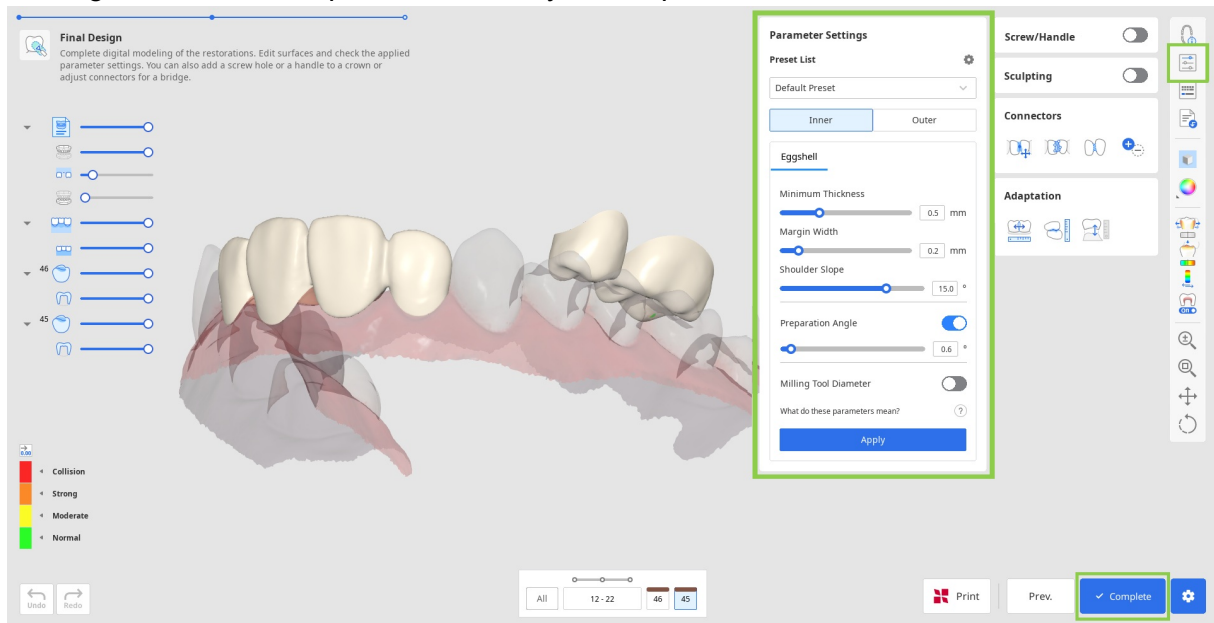 Final Design
Complete digital modeling of the restorations. Edit surfaces and check the applied
parameter settings. You can also add a screw hole or a handle to a crown or
adjust connectors for a bridge.
46
45
0.00
Collision
Strong
Moderate
Normal
Undo
Redo
All
12 - 22
46
45
Parameter Settings
Preset List
Default Preset
Inner
Outer
Eggshell
Minimum Thickness
0.5 mm
Margin Width
0.2 mm
Shoulder Slope
15.0 °
Preparation Angle
0.6 °
Milling Tool Diameter
What do these parameters mean?
?
Apply
Screw/Handle
Sculpting
Connectors
Adaptation
On
Print
Prev.
Complete